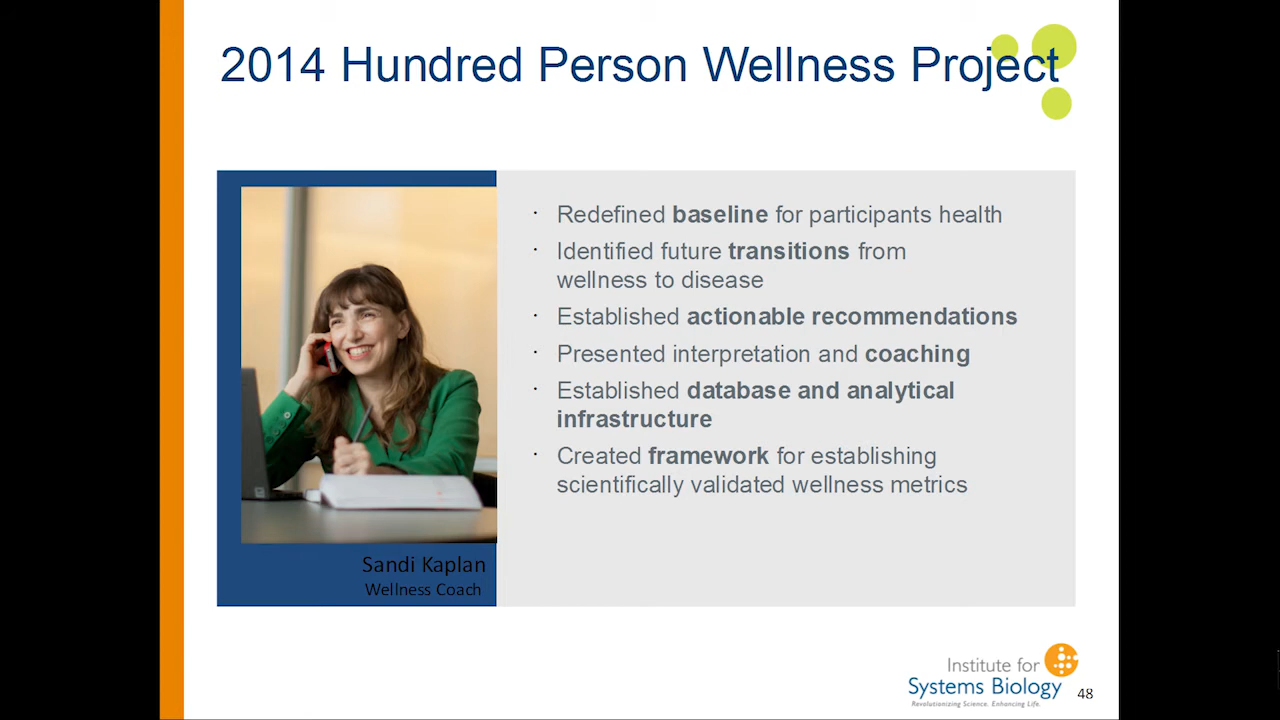 2014 Hundred Person Wellness Project
· Redefined baseline for participants health
· Identified future transitions from
wellness to disease
· Established actionable recommendations
· Presented interpretation and coaching
· Established database and analytical
infrastructure
· Created framework for establishing
scientifically validated wellness metrics
Sandi Kaplan
Wellness Coach
Institute for
Systems Biology
Revolutionizing Science. Enhancing Life.
48